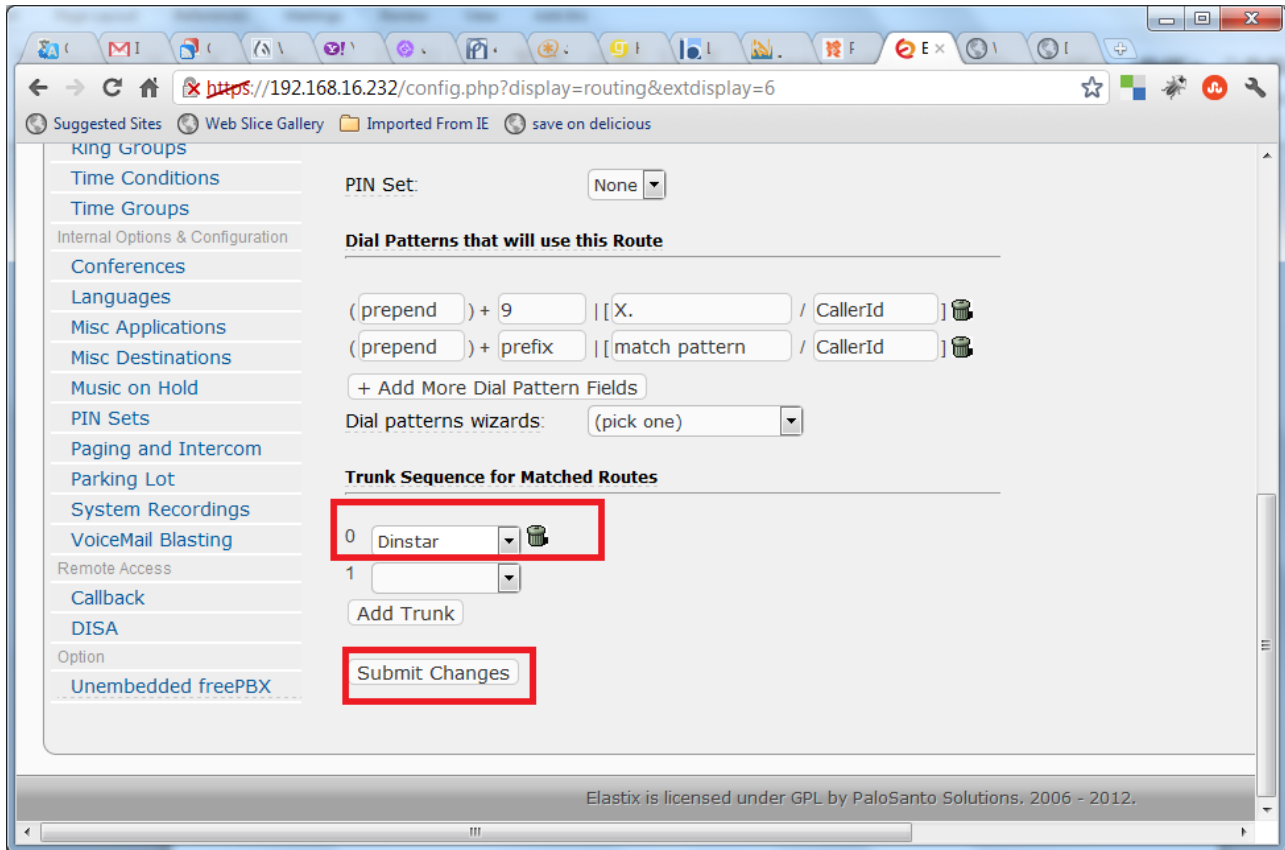 https://192.168.16.232/config.php?display=routing&extdisplay=6
Suggested Sites Web Slice Gallery Imported From IE save on delicious
Ring Groups
Time Conditions
Time Groups
Internal Options & Configuration
Conferences
Languages
Misc Applications
Misc Destinations
Music on Hold
PIN Sets
Paging and Intercom
Parking Lot
System Recordings
VoiceMail Blasting
Remote Access
Callback
DISA
Option
Unembedded freePBX
PIN Set: None
Dial Patterns that will use this Route
( prepend ) + 9 | [ X. / CallerId ]
( prepend ) + prefix | [ match pattern / CallerId ]
+ Add More Dial Pattern Fields
Dial patterns wizards: (pick one)
Trunk Sequence for Matched Routes
0 Dinstar
1
Add Trunk
Submit Changes
Elastix is licensed under GPL by PaloSanto Solutions. 2006 - 2012.